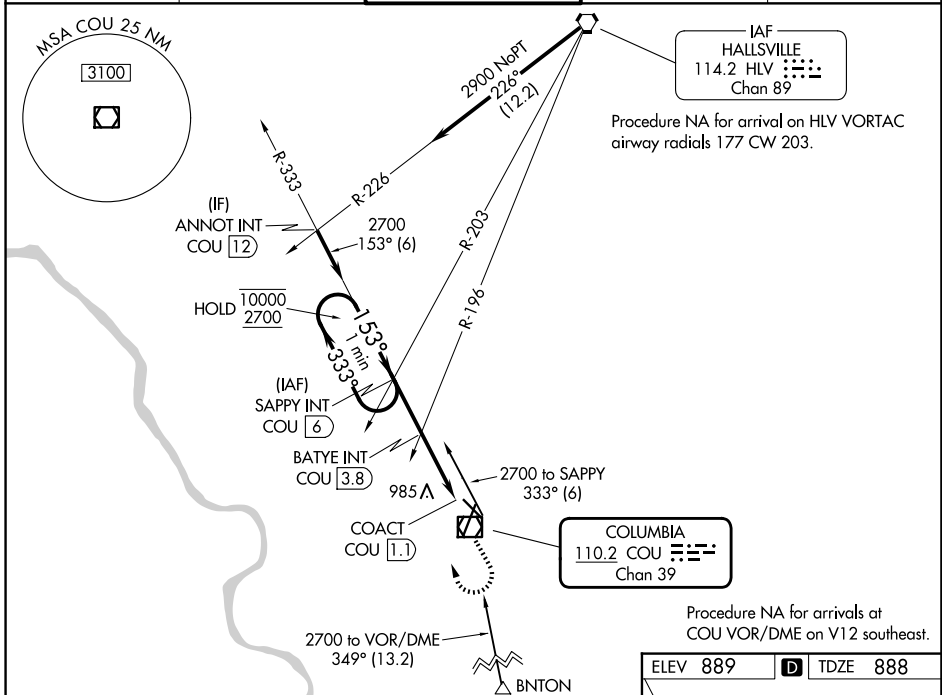 MSA COU 25 NM
3100
IAF
HALLSVILLE
114.2 HLV
Chan 89
Procedure NA for arrival on HLV VORTAC
airway radials 177 CW 203.
2900 NoPT
226°
(12.2)
R-333
R-226
R-203
R-196
(IF)
ANNOT INT
COU 12
2700
153° (6)
HOLD 10000
2700
153°
1 min
333°
(IAF)
SAPPY INT
COU 6
BATYE INT
COU 3.8
985
2700 to SAPPY
333° (6)
COACT
COU 1.1
COLUMBIA
110.2 COU
Chan 39
Procedure NA for arrivals at
COU VOR/DME on V12 southeast.
2700 to VOR/DME
349° (13.2)
BNTON
ELEV 889 D TDZE 888